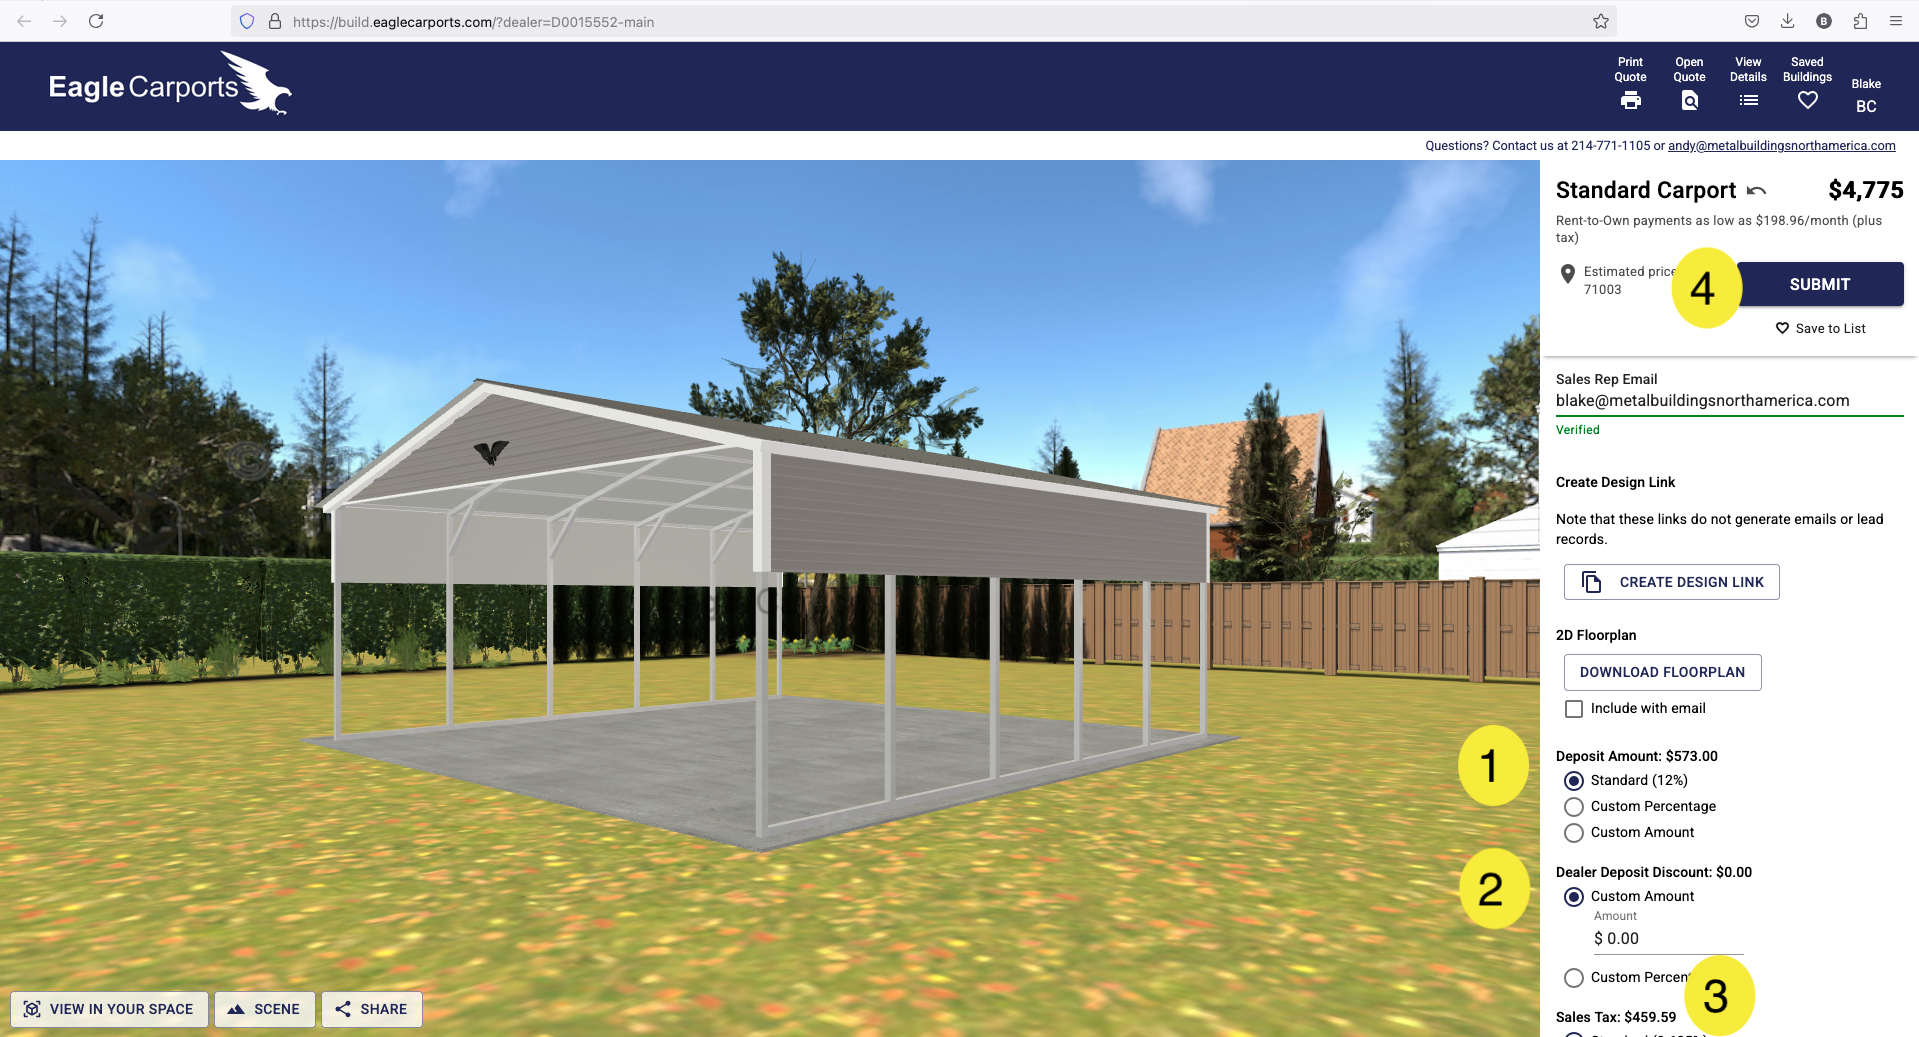 https://build.eaglecarports.com/?dealer=D0015552-main
B
Eagle Carports
Print Quote
Open Quote
View Details
Saved Buildings
Blake
BC
Questions? Contact us at 214-771-1105 or andy@metalbuildingsnorthamerica.com
Standard Carport
$4,775
Rent-to-Own payments as low as $198.96/month (plus
tax)
Estimated price
71003
4
SUBMIT
Save to List
Sales Rep Email
blake@metalbuildingsnorthamerica.com
Verified
Create Design Link
Note that these links do not generate emails or lead
records.
CREATE DESIGN LINK
2D Floorplan
DOWNLOAD FLOORPLAN
Include with email
1
Deposit Amount: $573.00
Standard (12%)
Custom Percentage
Custom Amount
2
Dealer Deposit Discount: $0.00
Custom Amount
Amount
$ 0.00
Custom Percent
3
Sales Tax: $459.59
VIEW IN YOUR SPACE
SCENE
SHARE